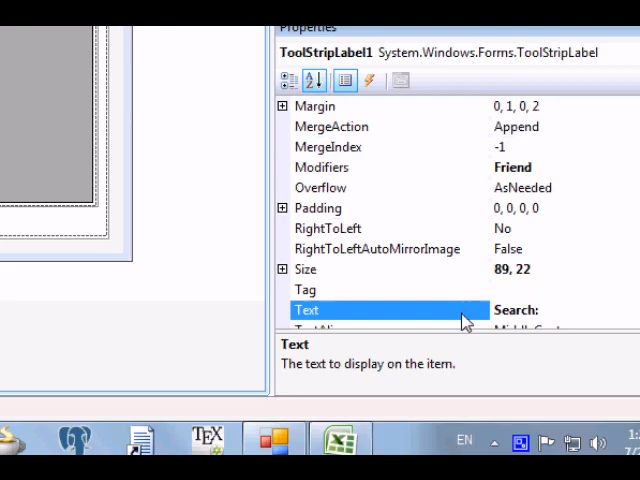 Properties
ToolStripLabel1 System.Windows.Forms.ToolStripLabel
Margin 0, 1, 0, 2
MergeAction Append
MergeIndex -1
Modifiers Friend
Overflow AsNeeded
Padding 0, 0, 0, 0
RightToLeft No
RightToLeftAutoMirrorImage False
Size 89, 22
Tag
Text Search:
Text
The text to display on the item.
TEX
EN